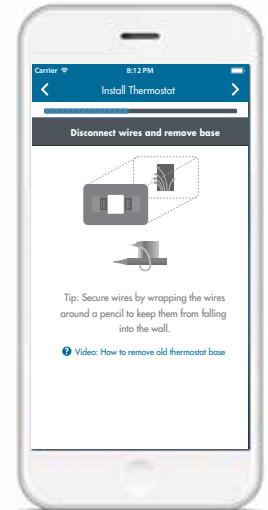 Carrier 8:12 PM
Install Thermostat
Disconnect wires and remove base
Tip: Secure wires by wrapping the wires
around a pencil to keep them from falling
into the wall.
Video: How to remove old thermostat base